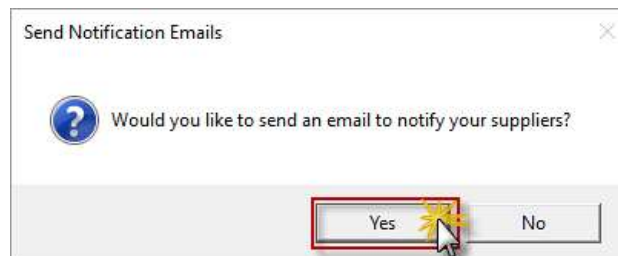 Send Notification Emails
Would you like to send an email to notify your suppliers?
Yes
No